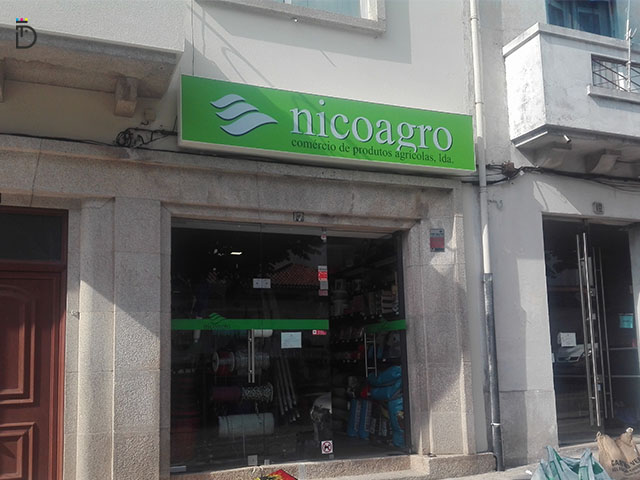 nicoagro
comércio de produtos agrícolas, lda.